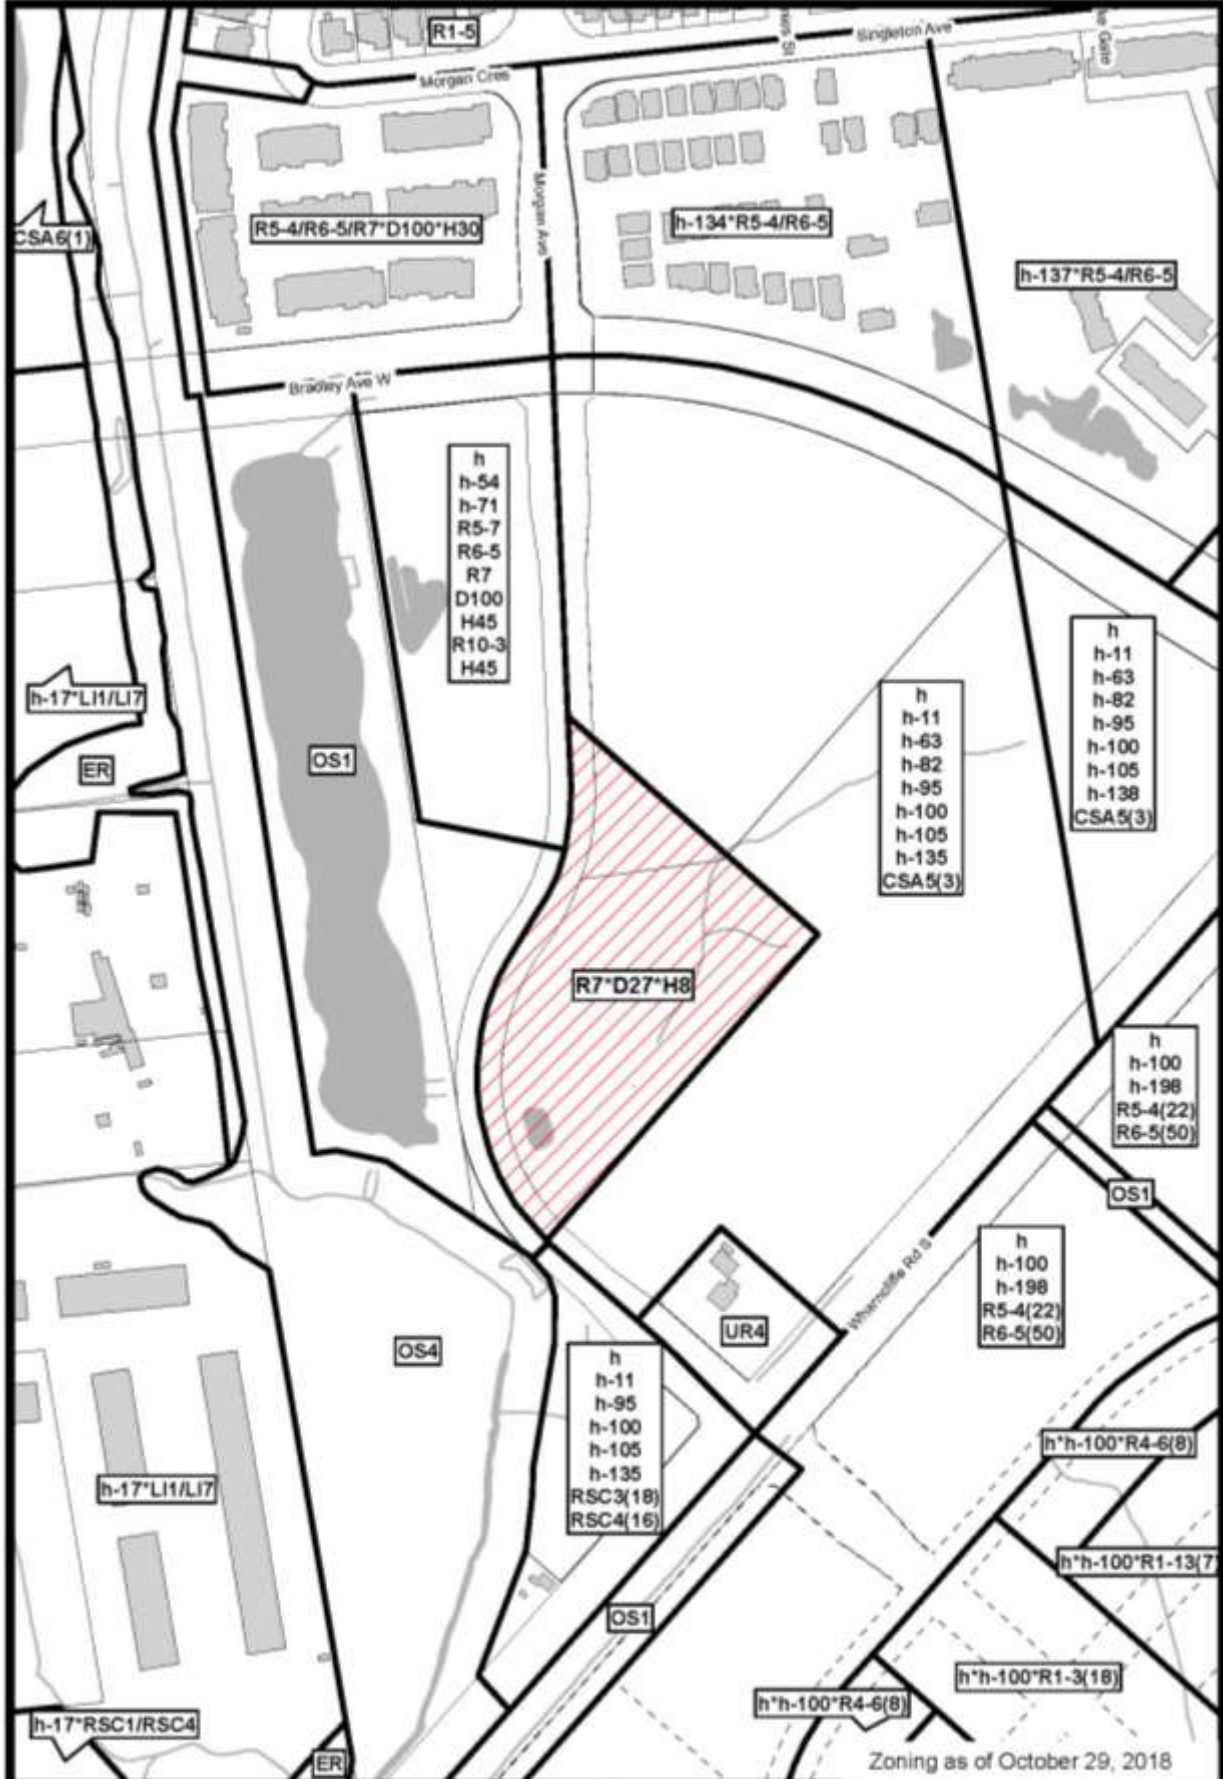 R1-5
Singleton Ave
Morgan Cres
R5-4/R6-5/R7*D100*H30
Morgan Ave
h-134*R5-4/R6-5
CSA6(1)
h-137*R5-4/R6-5
Bradley Ave W
h
h-54
h-71
R5-7
R6-5
R7
D100
H45
R10-3
H45
h
h-11
h-63
h-82
h-95
h-100
h-105
h-138
CSA5(3)
h
h-11
h-63
h-82
h-95
h-100
h-105
h-135
CSA5(3)
h-17*LI1/LI7
ER
OS1
R7*D27*H8
h
h-100
h-198
R5-4(22)
R6-5(50)
OS1
h
h-100
h-198
R5-4(22)
R6-5(50)
Wharncliffe Rd S
UR4
OS4
h
h-11
h-95
h-100
h-105
h-135
RSC3(18)
RSC4(16)
h*h-100*R4-6(8)
h-17*LI1/LI7
h*h-100*R1-13(7
OS1
h*h-100*R1-3(18)
h*h-100*R4-6(8)
h-17*RSC1/RSC4
ER
Zoning as of October 29, 2018